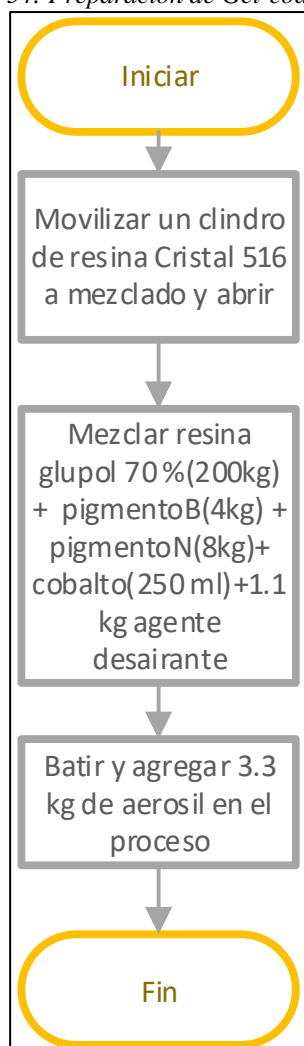 Iniciar
Movilizar un clindro
de resina Cristal 516
a mezclado y abrir
Mezclar resina
glupol 70 %(200kg)
+ pigmentoB(4kg) +
pigmentoN(8kg)+
cobalto(250 ml)+1.1
kg agente
desairante
Batir y agregar 3.3
kg de aerosil en el
proceso
Fin